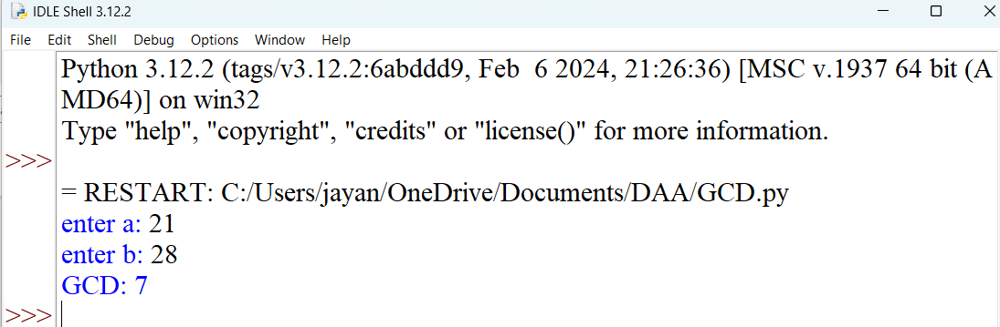 IDLE Shell 3.12.2
File Edit Shell Debug Options Window Help
Python 3.12.2 (tags/v3.12.2:6abddd9, Feb  6 2024, 21:26:36) [MSC v.1937 64 bit (A
MD64)] on win32
Type "help", "copyright", "credits" or "license()" for more information.
>>>
= RESTART: C:/Users/jayan/OneDrive/Documents/DAA/GCD.py
enter a: 21
enter b: 28
GCD: 7
>>>